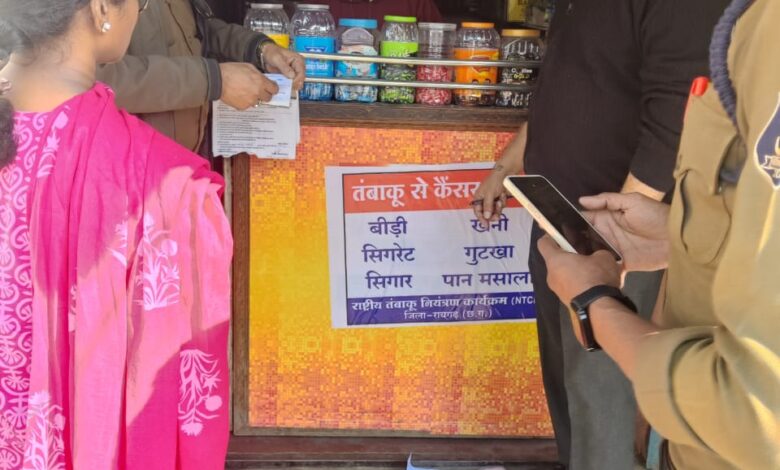 तंबाकू से कैंसर
बीड़ी खैनी
सिगरेट गुटखा
सिगार पान मसाला
राष्ट्रीय तंबाकू नियंत्रण कार्यक्रम (NTC
जिला-रायगढ़ (छ.ग.)